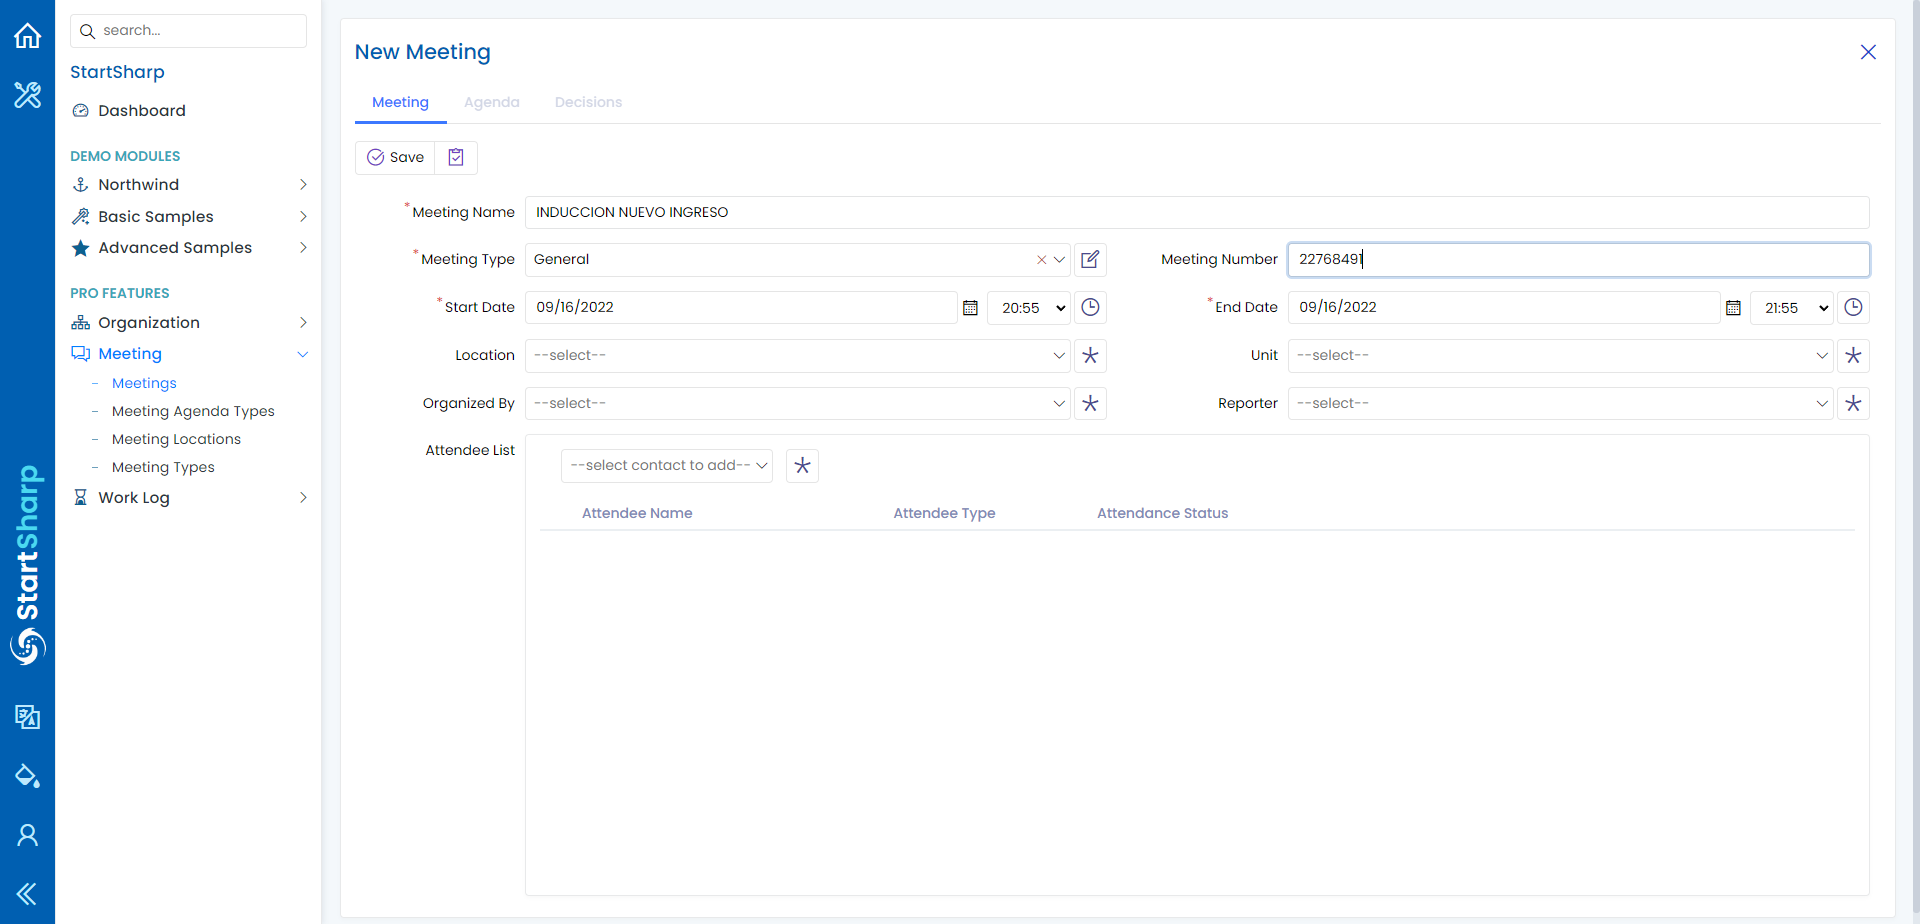 search...
StartSharp
Dashboard
DEMO MODULES
Northwind
Basic Samples
Advanced Samples
PRO FEATURES
Organization
Meeting
- Meetings
- Meeting Agenda Types
- Meeting Locations
- Meeting Types
Work Log
StartSharp
New Meeting
Meeting Agenda Decisions
Save
*Meeting Name INDUCCION NUEVO INGRESO
*Meeting Type General Meeting Number 22768491
*Start Date 09/16/2022 20:55 *End Date 09/16/2022 21:55
Location --select-- Unit --select--
Organized By --select-- Reporter --select--
Attendee List --select contact to add--
Attendee Name Attendee Type Attendance Status